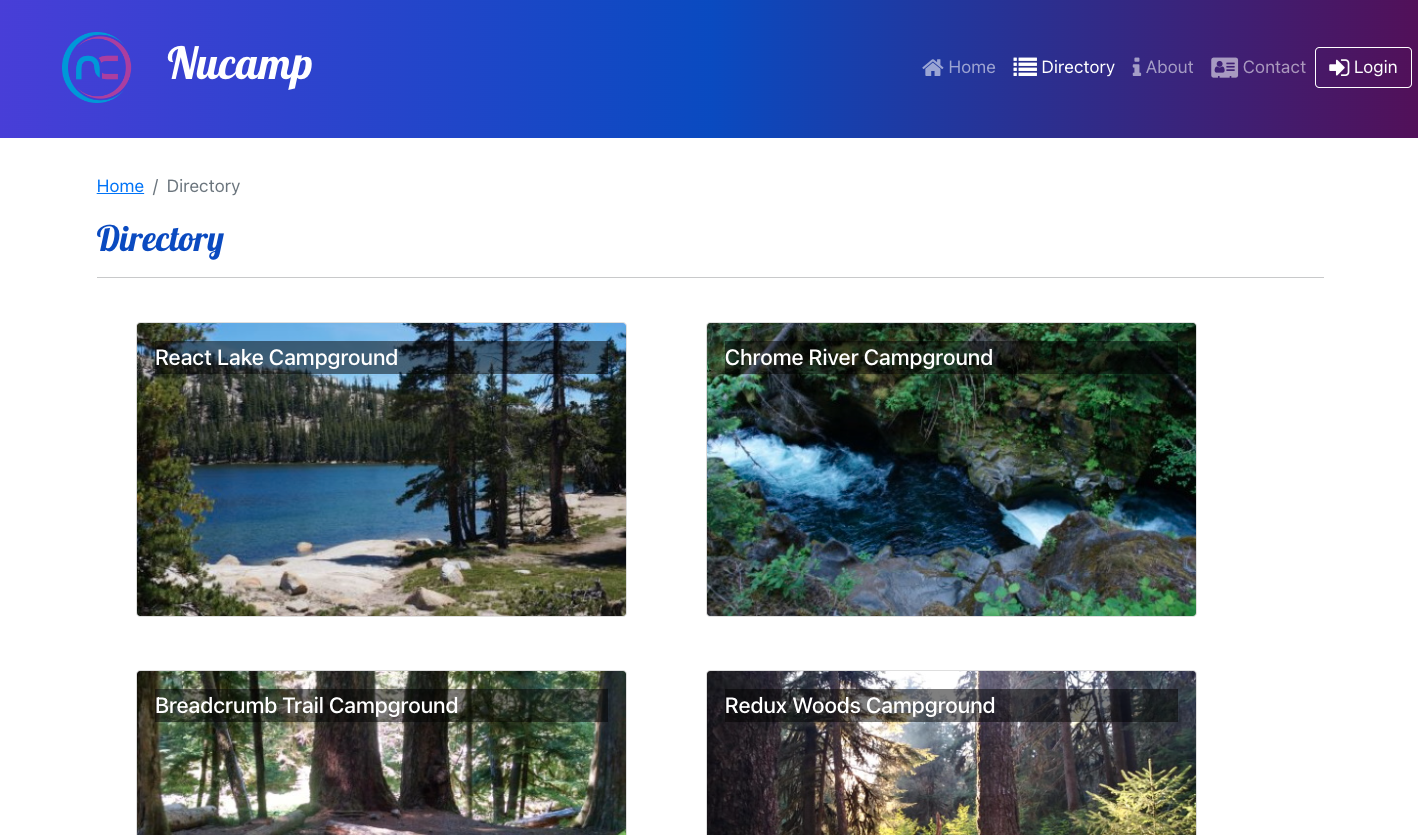 Nucamp
Home Directory About Contact Login
Home / Directory
Directory
React Lake Campground
Chrome River Campground
Breadcrumb Trail Campground
Redux Woods Campground